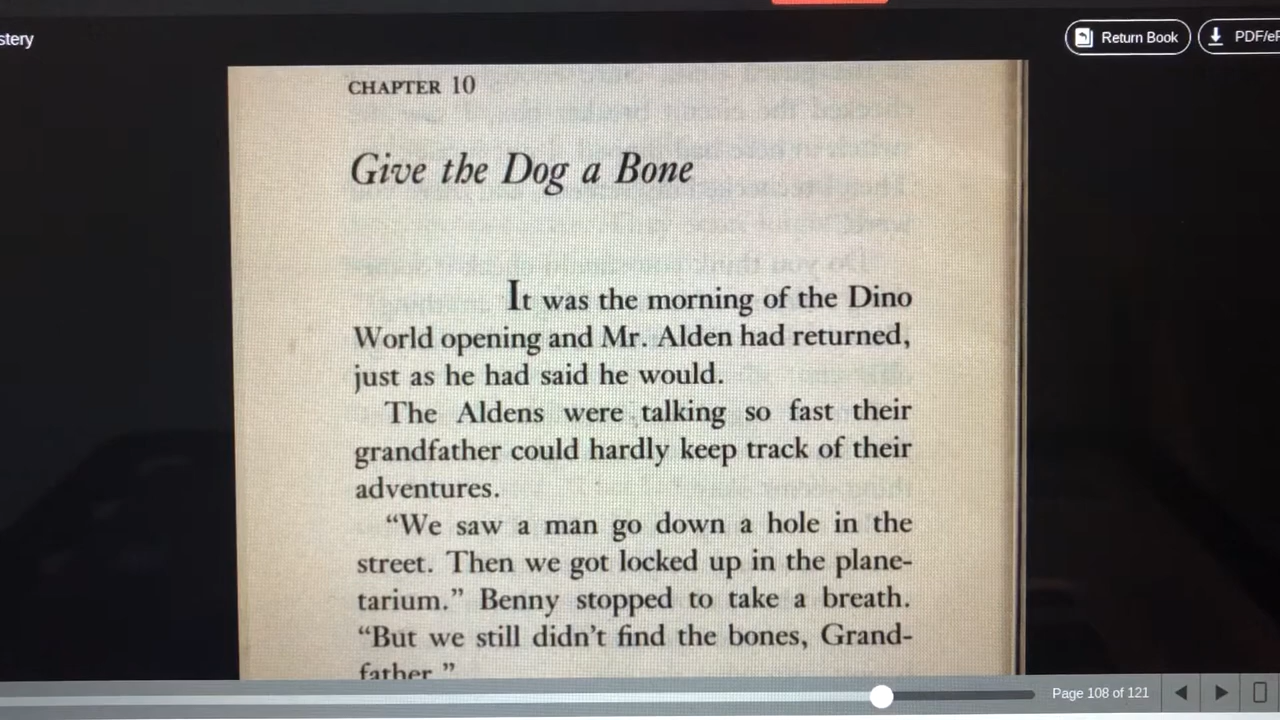 stery
Return Book
PDF/eP
CHAPTER 10
Give the Dog a Bone
It was the morning of the Dino
World opening and Mr. Alden had returned,
just as he had said he would.
The Aldens were talking so fast their
grandfather could hardly keep track of their
adventures.
“We saw a man go down a hole in the
street. Then we got locked up in the plane-
tarium.” Benny stopped to take a breath.
“But we still didn’t find the bones, Grand-
father.”
Page 108 of 121